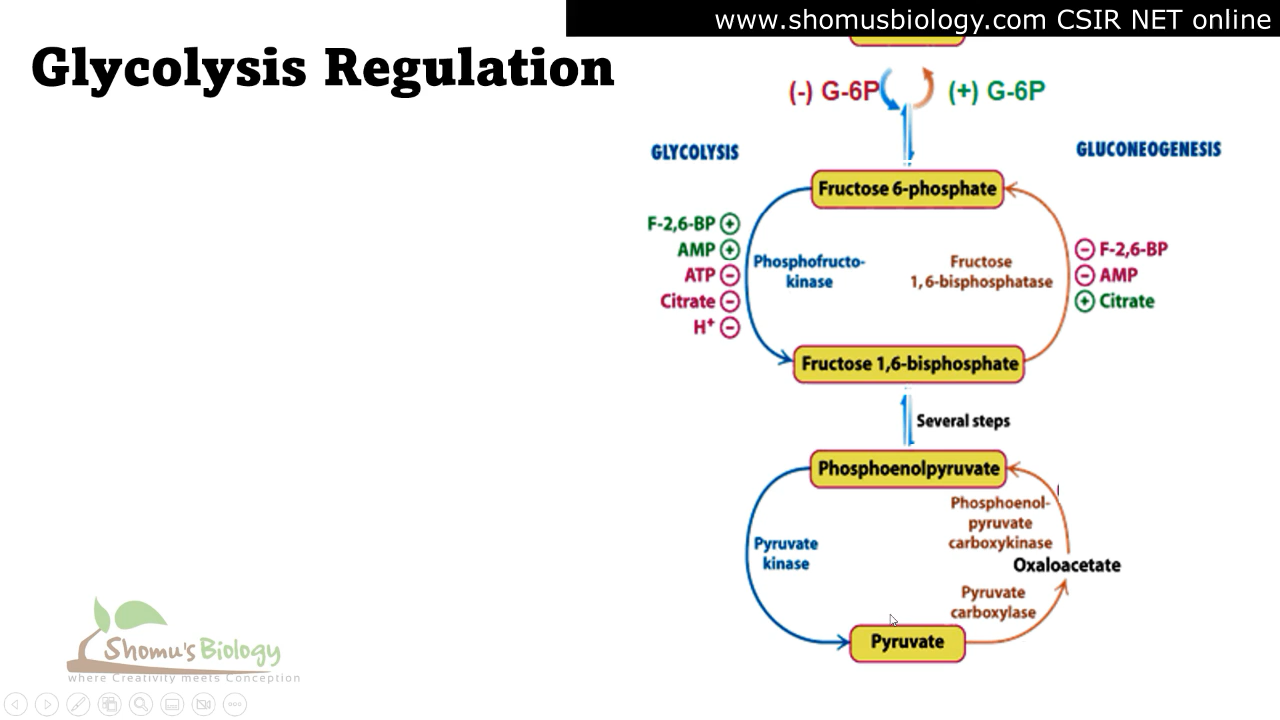 www.shomusbiology.com CSIR NET online
Glycolysis Regulation
(-) G-6P
(+) G-6P
GLYCOLYSIS
GLUCONEOGENESIS
Fructose 6-phosphate
F-2,6-BP +
AMP +
ATP −
Citrate −
H⁺ −
Phosphofructo-
kinase
Fructose
1,6-bisphosphatase
− F-2,6-BP
− AMP
+ Citrate
Fructose 1,6-bisphosphate
Several steps
Phosphoenolpyruvate
Phosphoenol-
pyruvate
carboxykinase
Pyruvate
kinase
Oxaloacetate
Pyruvate
carboxylase
Pyruvate
Shomu's Biology
where Creativity meets Conception